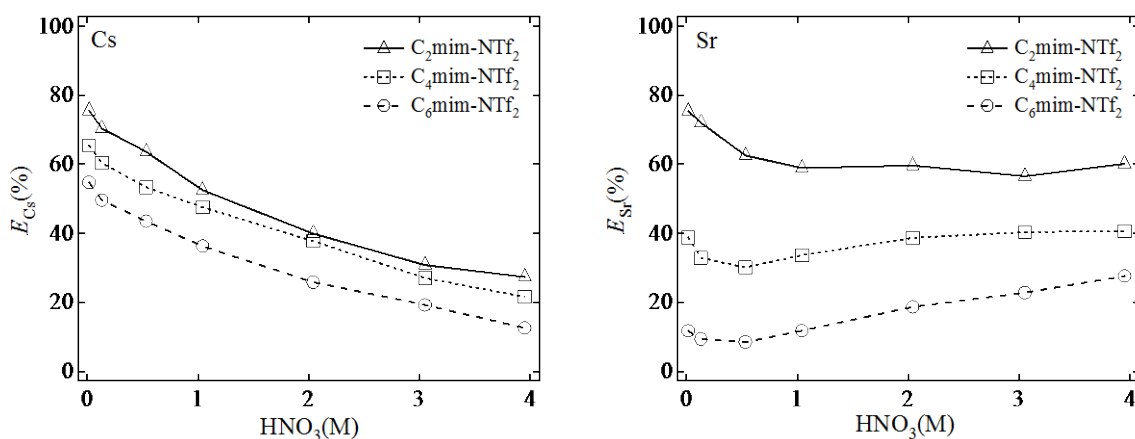 Cs
C₂mim-NTf₂
C₄mim-NTf₂
C₆mim-NTf₂
100
80
60
40
20
0
E_Cs(%)
0 1 2 3 4
HNO₃(M)
Sr
C₂mim-NTf₂
C₄mim-NTf₂
C₆mim-NTf₂
100
80
60
40
20
0
E_Sr(%)
0 1 2 3 4
HNO₃(M)